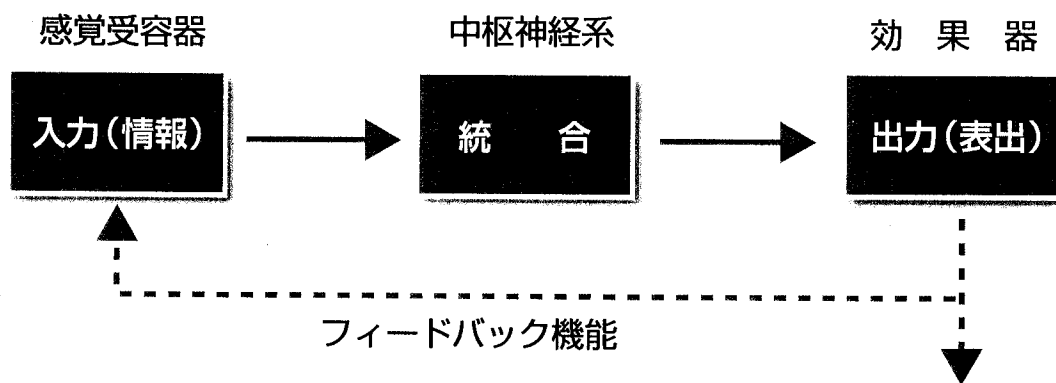 感覚受容器
中枢神経系
効果器
入力(情報)
統合
出力(表出)
フィードバック機能